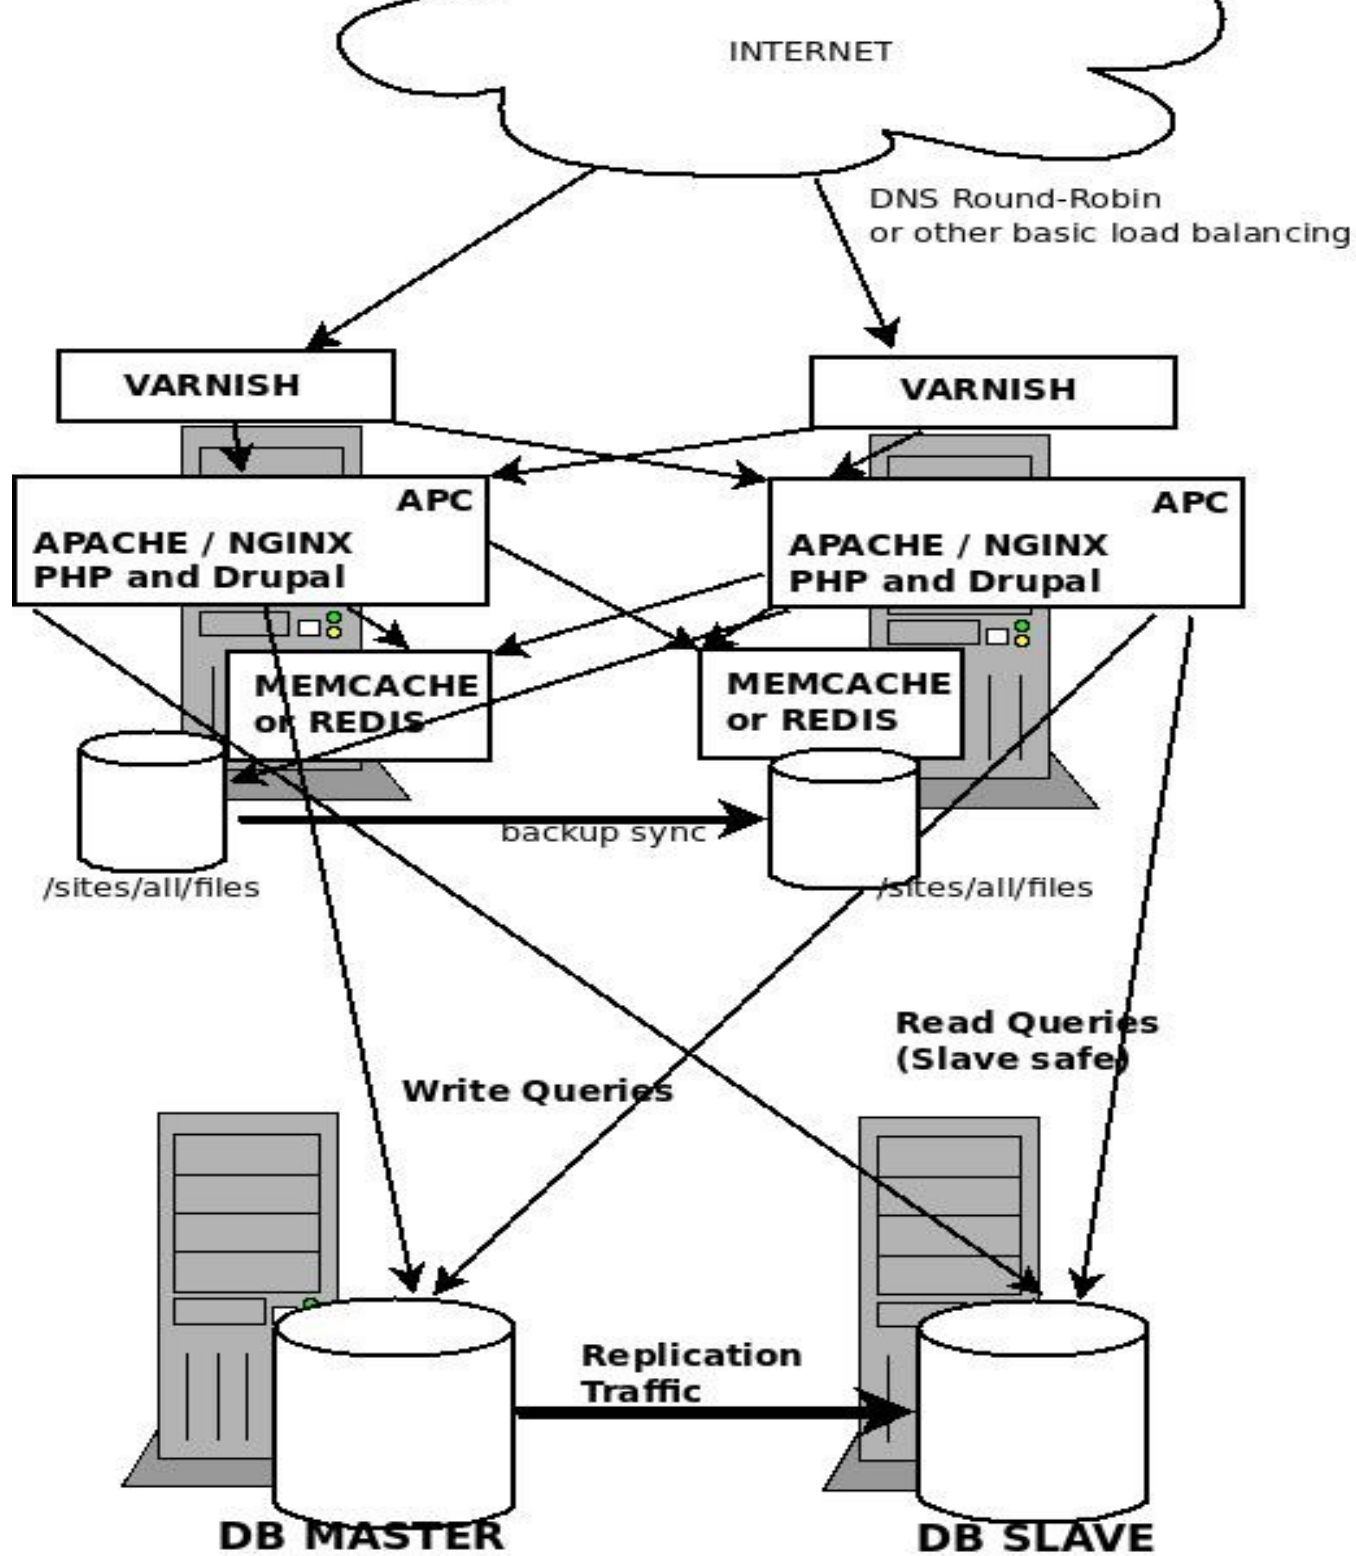 INTERNET
DNS Round-Robin
or other basic load balancing
VARNISH
VARNISH
APC
APACHE / NGINX
PHP and Drupal
APC
APACHE / NGINX
PHP and Drupal
MEMCACHE
or REDIS
MEMCACHE
or REDIS
backup sync
/sites/all/files
/sites/all/files
Read Queries
(Slave safe)
Write Queries
Replication
Traffic
DB MASTER
DB SLAVE